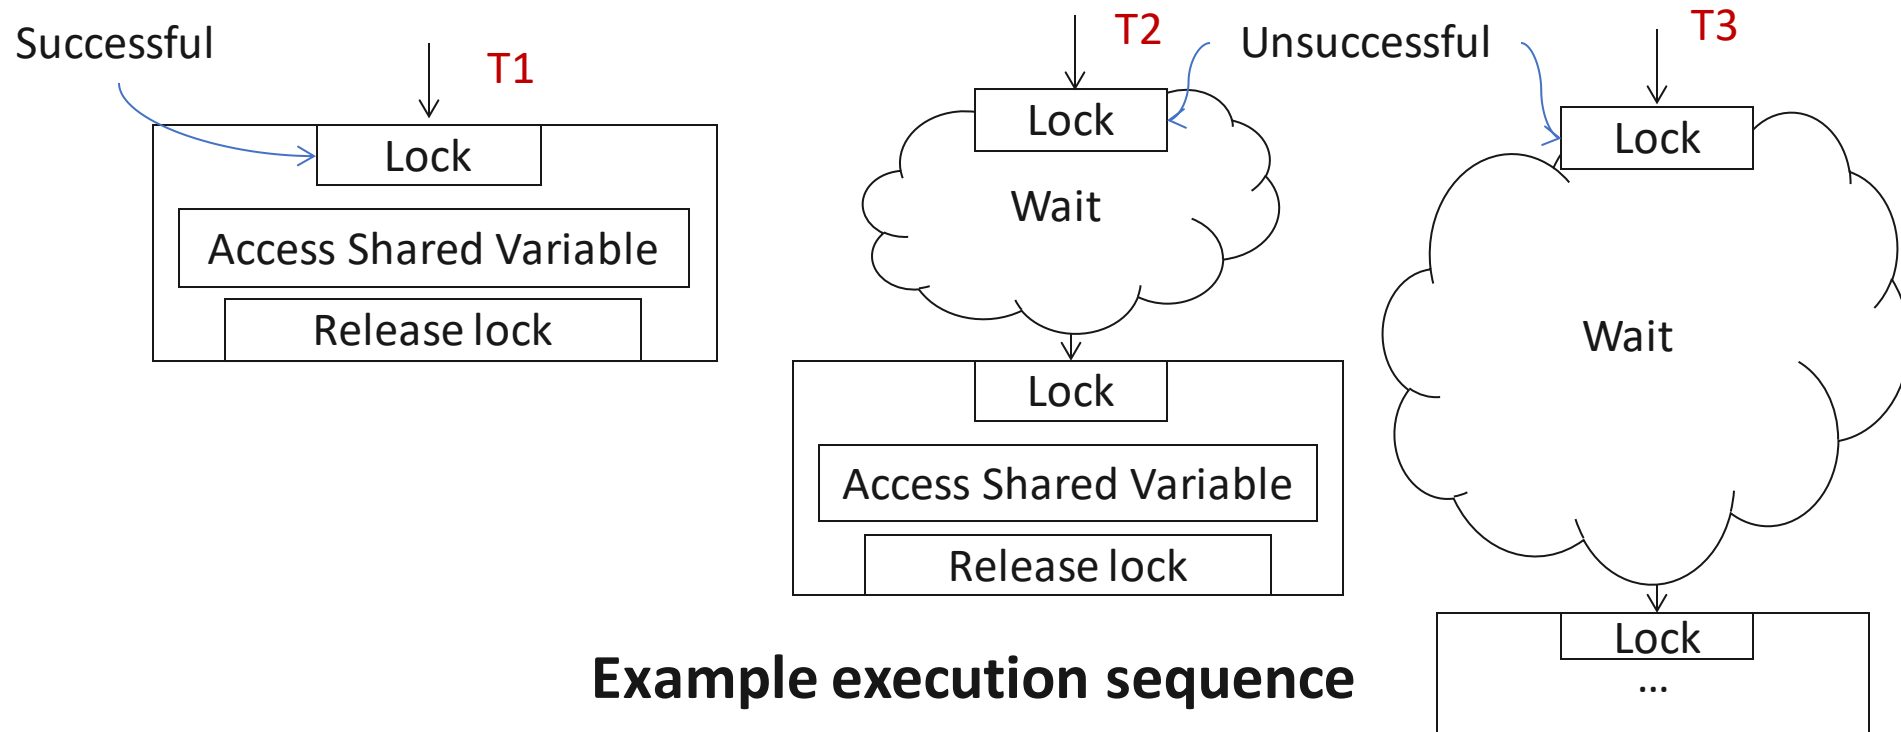 Successful
T1
Lock
Access Shared Variable
Release lock
T2
Unsuccessful
Lock
Wait
Lock
Access Shared Variable
Release lock
T3
Lock
Wait
Lock
...
Example execution sequence